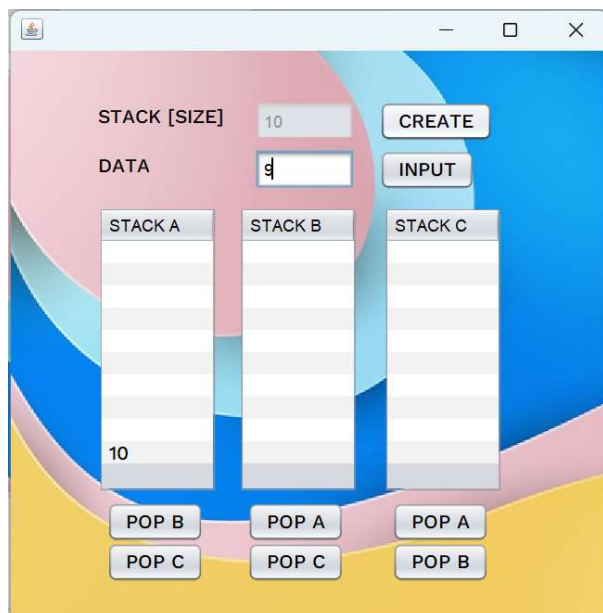 STACK [SIZE] 10 CREATE
DATA 9 INPUT
STACK A STACK B STACK C
10
POP B POP A POP A
POP C POP C POP B